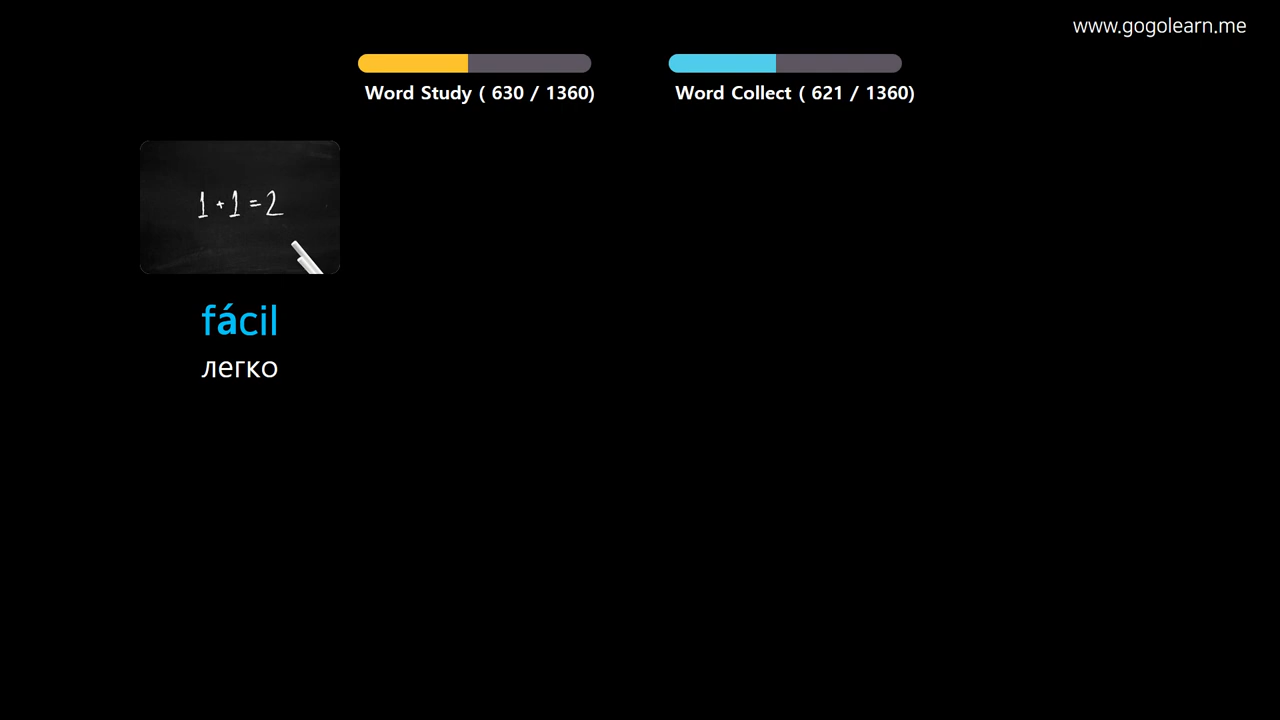 www.gogolearn.me
Word Study ( 630 / 1360)
Word Collect ( 621 / 1360)
1+1=2
fácil
легко